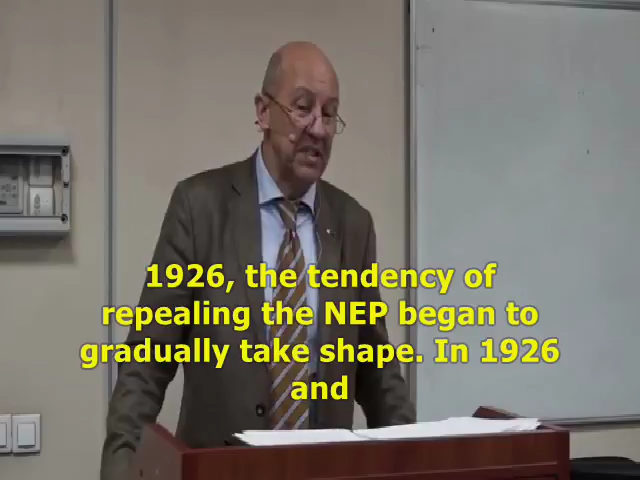 1926, the tendency of
repealing the NEP began to
gradually take shape. In 1926
and